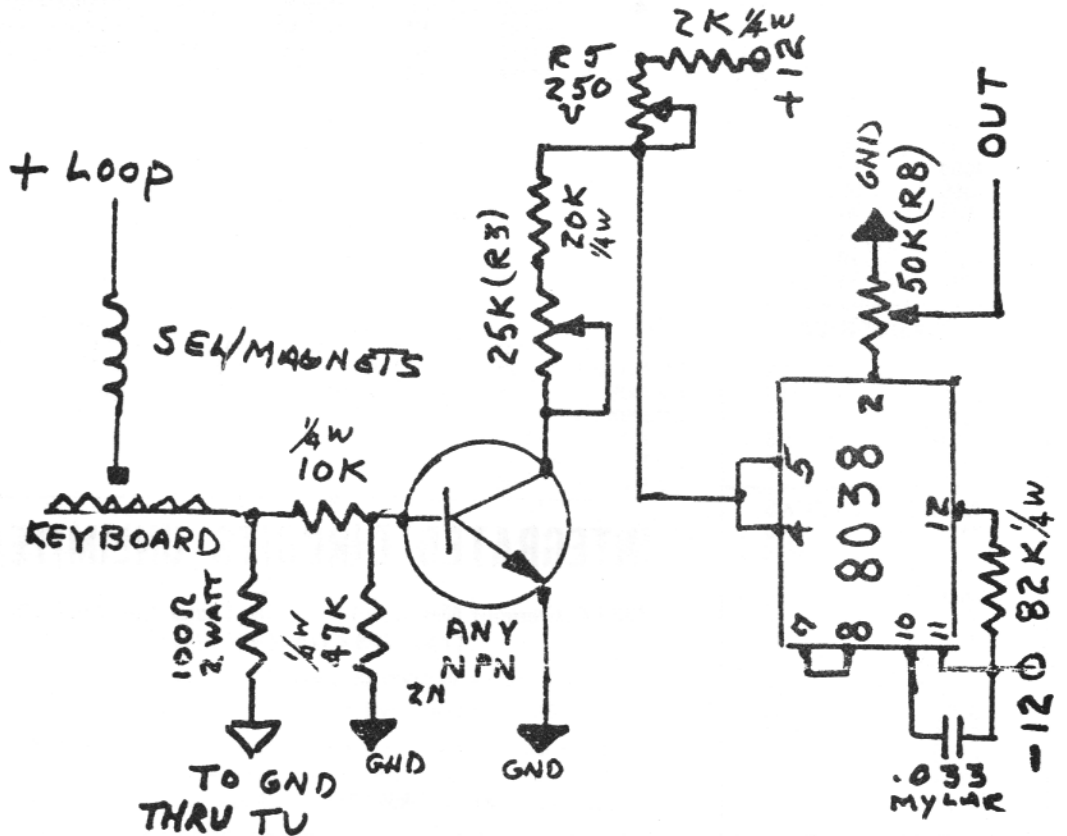 2K ¼W
R5
250
+12
+ LOOP
OUT
GND
50K (R8)
20K
¼W
25K (R3)
SEL/MAGNETS
¼W
10K
KEYBOARD
100Ω
2 WATT
¼W
47K
ANY
NPN
2N
2
5
4
8038
12
7
8
10
11
82K ¼W
-12
.033
MYLAR
TO GND
THRU TU
GND
GND